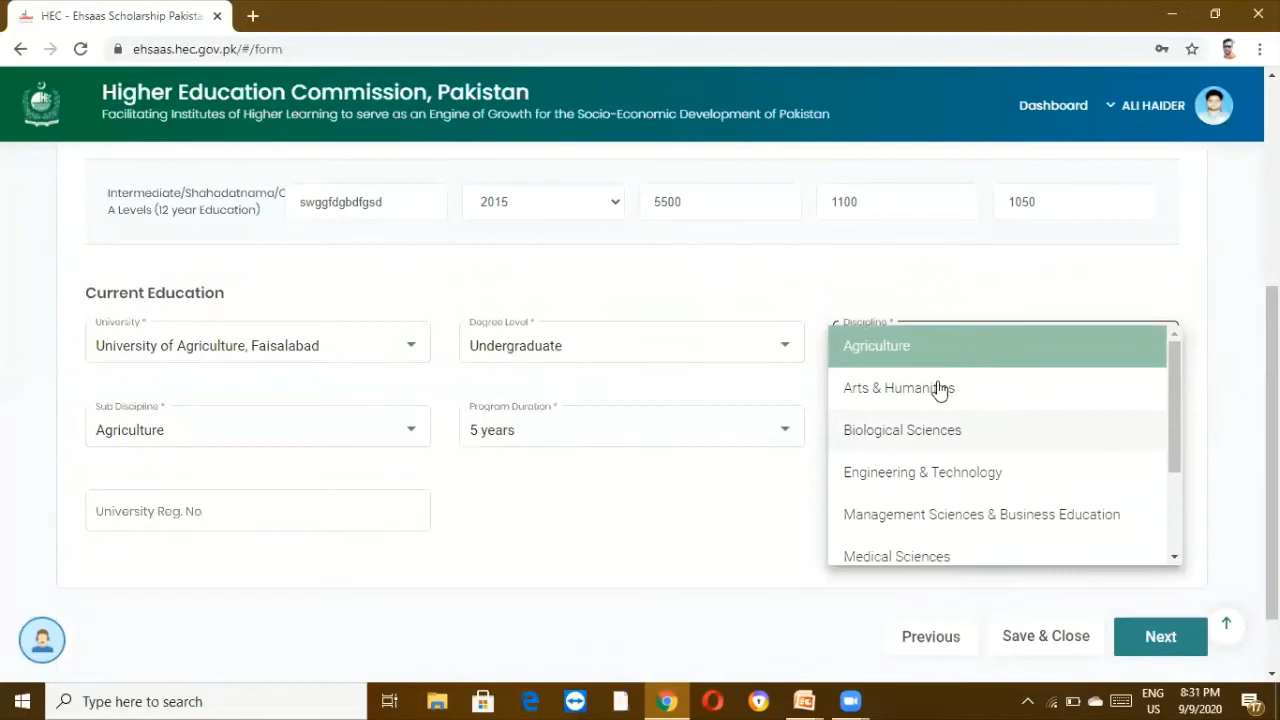 HEC - Ehsaas Scholarship Pakista
ehsaas.hec.gov.pk/#/form
Higher Education Commission, Pakistan
Facilitating Institutes of Higher Learning to serve as an Engine of Growth for the Socio-Economic Development of Pakistan
Dashboard
ALI HAIDER
Intermediate/Shahadatnama/C
A Levels (12 year Education)
swggfdgbdfgsd
2015
5500
1100
1050
Current Education
University *
University of Agriculture, Faisalabad
Degree Level *
Undergraduate
Discipline *
Agriculture
Arts & Humanities
Biological Sciences
Engineering & Technology
Management Sciences & Business Education
Medical Sciences
Sub Discipline *
Agriculture
Program Duration *
5 years
University Reg. No
Previous
Save & Close
Next
Type here to search
ENG
US
8:31 PM
9/9/2020
17